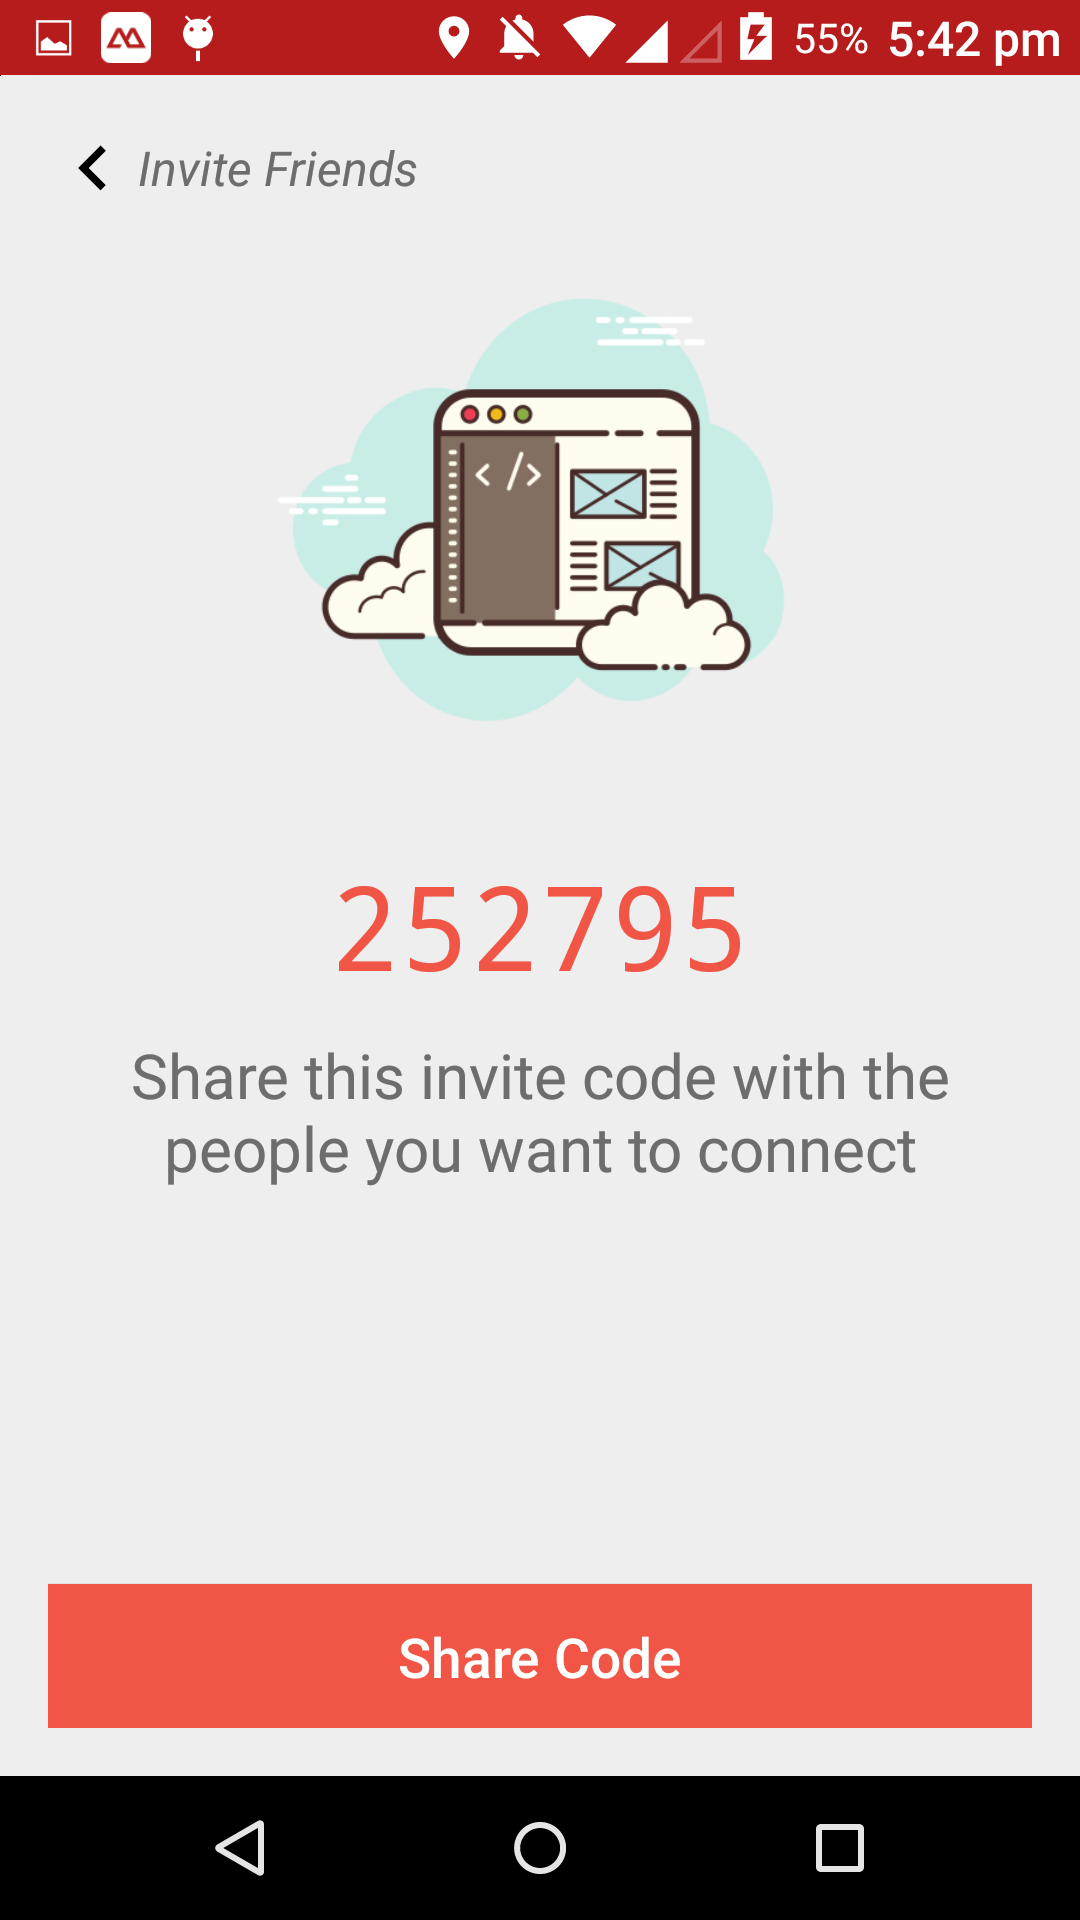 55% 5:42 pm
Invite Friends
</>
252795
Share this invite code with the
people you want to connect
Share Code